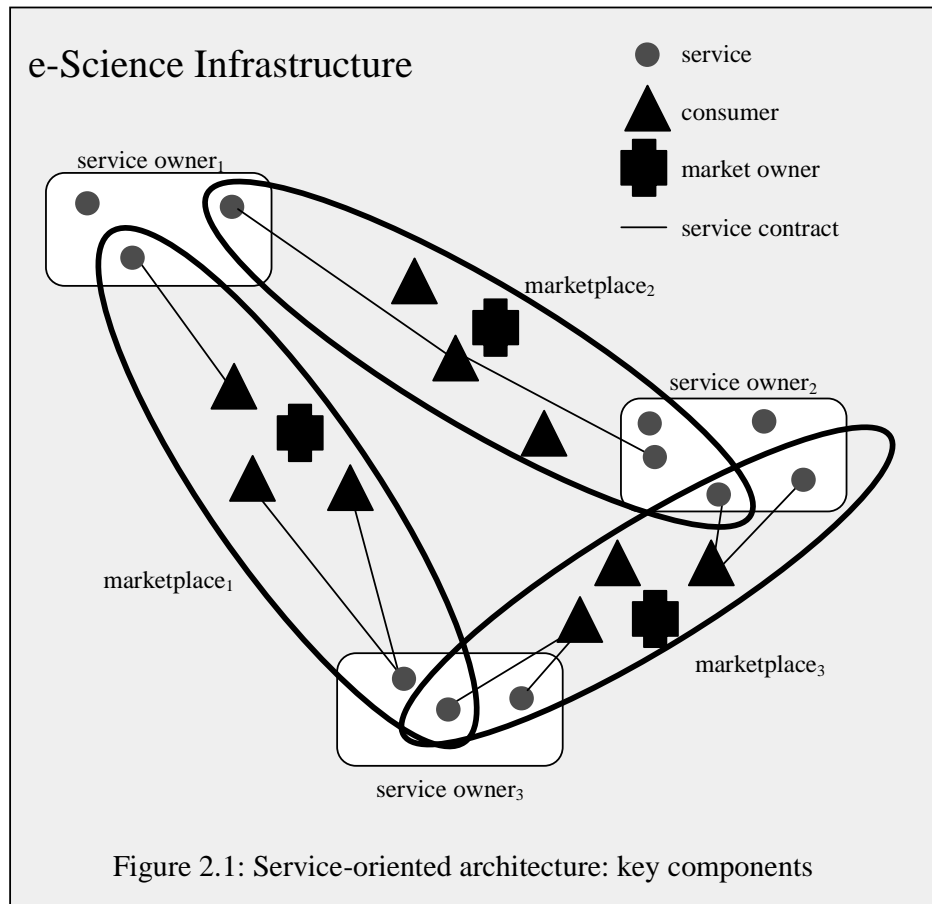 e-Science Infrastructure
service
consumer
market owner
service contract
service owner₁
marketplace₂
service owner₂
marketplace₁
marketplace₃
service owner₃
Figure 2.1: Service-oriented architecture: key components